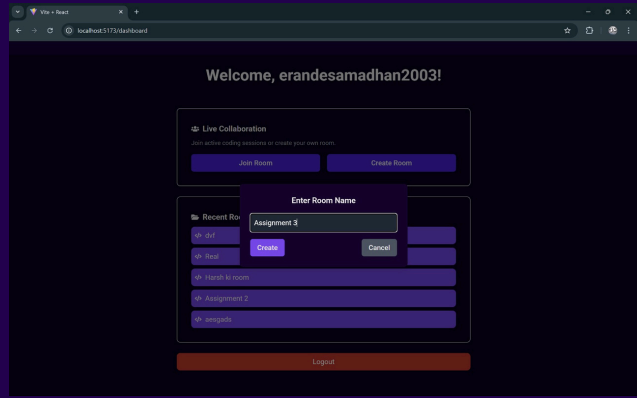 Vite + React
localhost:5173/dashboard
Welcome, erandesamadhan2003!
Live Collaboration
Join active coding sessions or create your own room.
Join Room
Create Room
Enter Room Name
Assignment 3
Create
Cancel
Recent Ro
dvf
Real
Harsh ki room
Assignment 2
aesgads
Logout